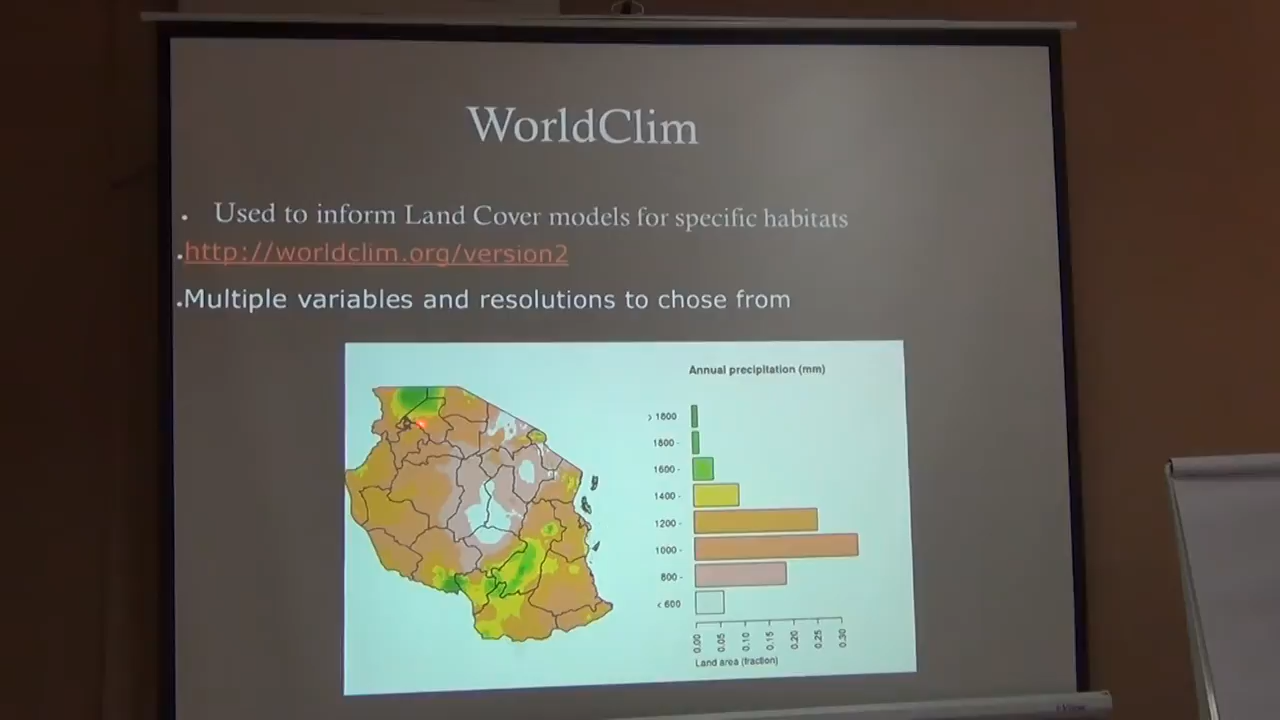 WorldClim
• Used to inform Land Cover models for specific habitats
•http://worldclim.org/version2
•Multiple variables and resolutions to chose from
Annual precipitation (mm)
> 1800
1800 -
1600 -
1400 -
1200 -
1000 -
800 -
< 600
0.00
0.05
0.10
0.15
0.20
0.25
0.30
Land area (fraction)